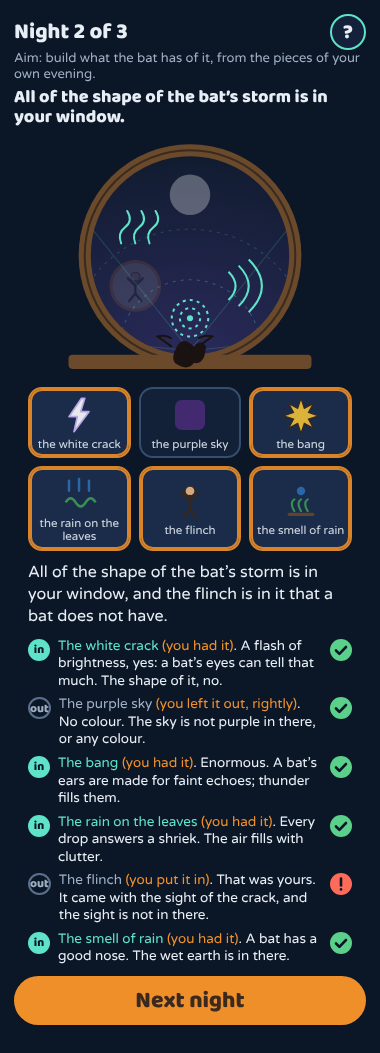 Night 2 of 3
?
Aim: build what the bat has of it, from the pieces of your
own evening.
All of the shape of the bat's storm is in
your window.
the white crack
the purple sky
the bang
the rain on the
leaves
the flinch
the smell of rain
All of the shape of the bat's storm is in
your window, and the flinch is in it that a
bat does not have.
in
The white crack (you had it). A flash of
brightness, yes: a bat's eyes can tell that
much. The shape of it, no.
out
The purple sky (you left it out, rightly).
No colour. The sky is not purple in there,
or any colour.
in
The bang (you had it). Enormous. A bat's
ears are made for faint echoes; thunder
fills them.
in
The rain on the leaves (you had it). Every
drop answers a shriek. The air fills with
clutter.
out
The flinch (you put it in). That was yours.
It came with the sight of the crack, and
the sight is not in there.
in
The smell of rain (you had it). A bat has a
good nose. The wet earth is in there.
Next night